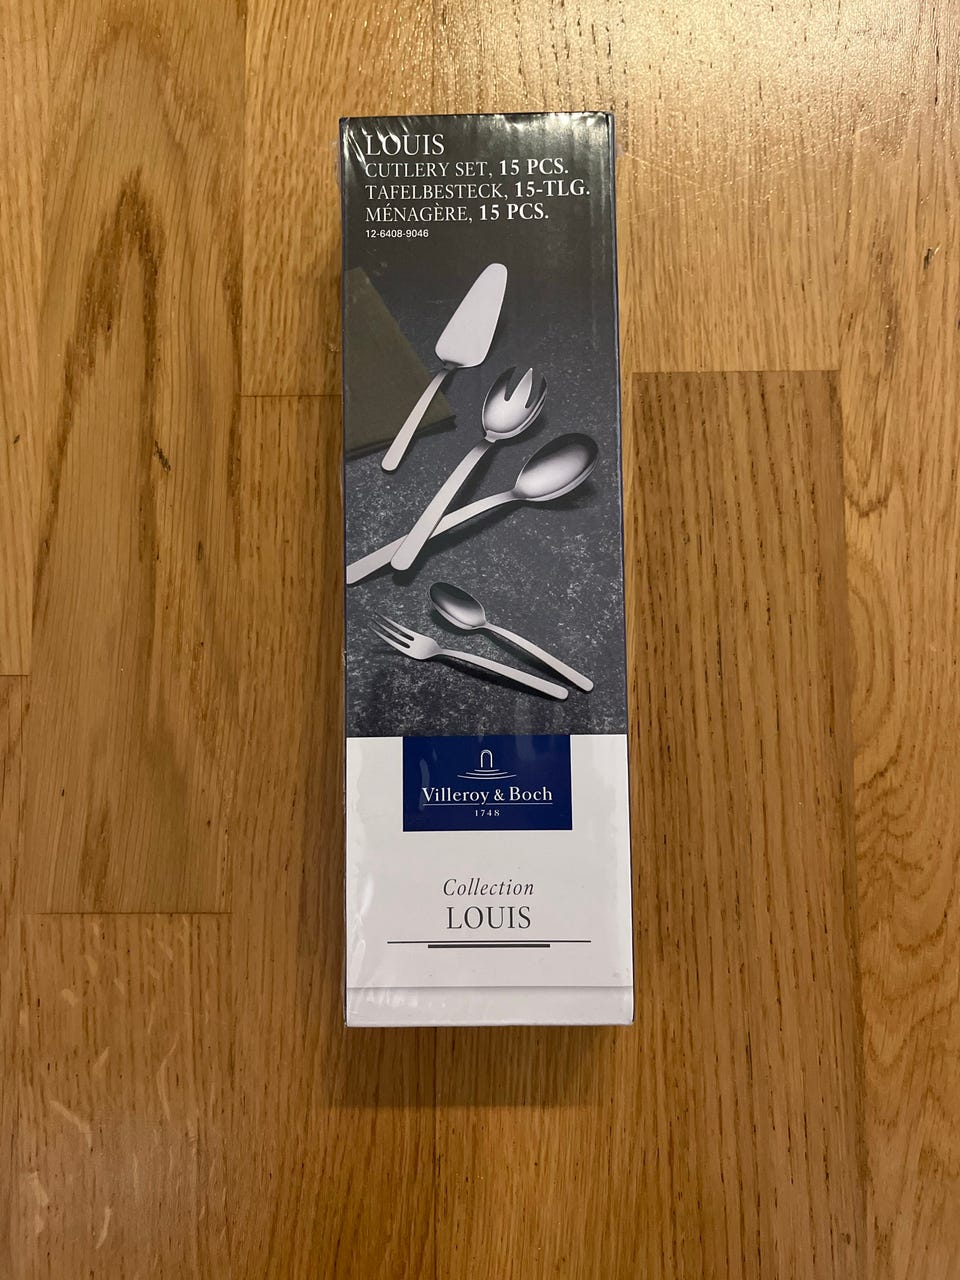 LOUIS
CUTLERY SET, 15 PCS.
TAFELBESTECK, 15-TLG.
MÉNAGÈRE, 15 PCS.
12-6408-9046
Villeroy & Boch
1748
Collection
LOUIS